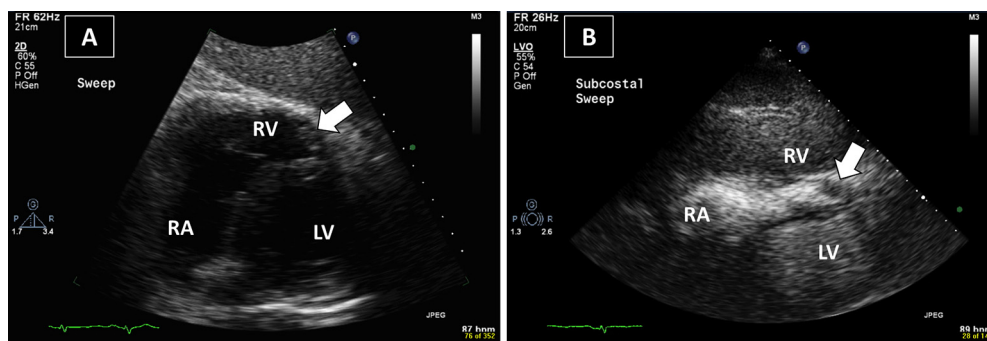 FR 62Hz
21cm
2D
60%
C 55
P Off
HGen
A
Sweep
M3
P
RV
RA
LV
G
P R
1.7 3.4
JPEG
87 bpm
76 of 352
FR 26Hz
20cm
LVO
55%
C 54
P Off
Gen
B
Subcostal
Sweep
M3
P
RV
RA
LV
G
P R
1.3 2.6
JPEG
89 bpm